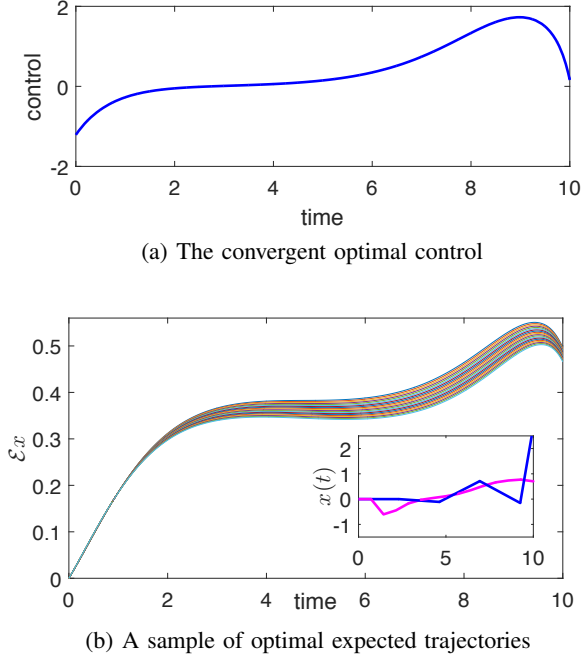 2
0
-2
control
0 2 4 6 8 10
time
(a) The convergent optimal control
0.5
0.4
0.3
0.2
0.1
0
ℰx
2
1
0
-1
x(t)
0 5 10
0 2 4 time 6 8 10
(b) A sample of optimal expected trajectories